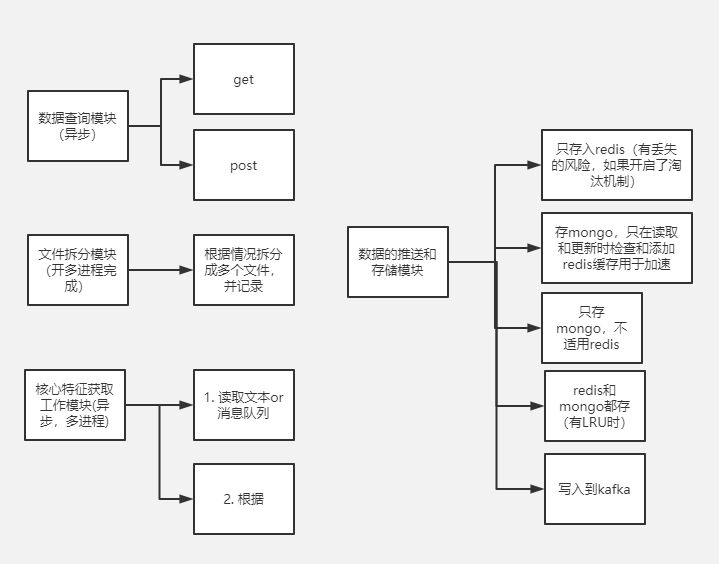 get
数据查询模块
（异步）
post
文件拆分模块
（开多进程完
成）
根据情况拆分
成多个文件，
并记录
核心特征获取
工作模块(异
步，多进程)
1. 读取文本or
消息队列
2. 根据
数据的推送和
存储模块
只存入redis（有丢失
的风险，如果开启了淘
汰机制）
存mongo，只在读取
和更新时检查和添加
redis缓存用于加速
只存
mongo，不
适用redis
redis和
mongo都存
（有LRU时）
写入到kafka